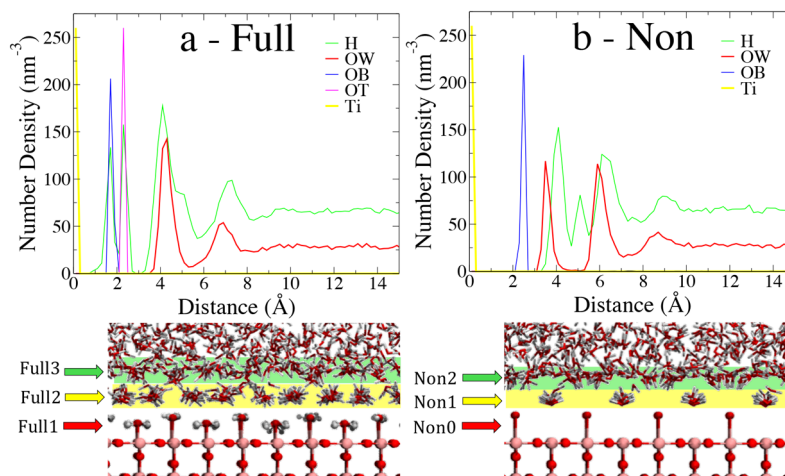 a - Full
H
OW
OB
OT
Ti
Number Density (nm⁻³)
250
200
150
100
50
0
0 2 4 6 8 10 12 14
Distance (Å)
Full3
Full2
Full1
b - Non
H
OW
OB
Ti
Number Density (nm⁻³)
250
200
150
100
50
0
0 2 4 6 8 10 12 14
Distance (Å)
Non2
Non1
Non0